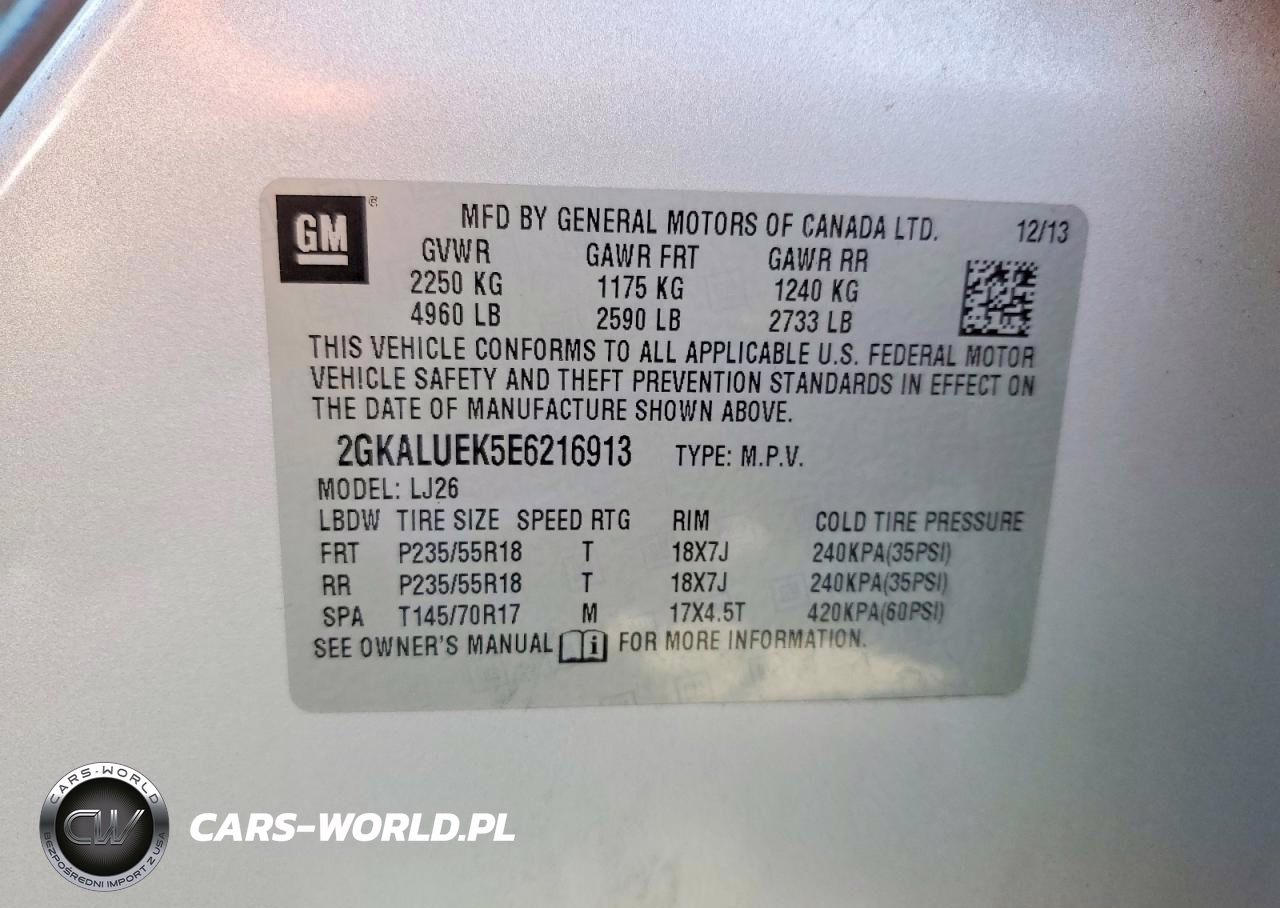 GM ®
MFD BY GENERAL MOTORS OF CANADA LTD. 12/13
GVWR GAWR FRT GAWR RR
2250 KG 1175 KG 1240 KG
4960 LB 2590 LB 2733 LB
THIS VEHICLE CONFORMS TO ALL APPLICABLE U.S. FEDERAL MOTOR
VEHICLE SAFETY AND THEFT PREVENTION STANDARDS IN EFFECT ON
THE DATE OF MANUFACTURE SHOWN ABOVE.
2GKALUEK5E6216913 TYPE: M.P.V.
MODEL: LJ26
LBDW TIRE SIZE SPEED RTG RIM COLD TIRE PRESSURE
FRT P235/55R18 T 18X7J 240KPA(35PSI)
RR P235/55R18 T 18X7J 240KPA(35PSI)
SPA T145/70R17 M 17X4.5T 420KPA(60PSI)
SEE OWNER'S MANUAL i FOR MORE INFORMATION.
CARS-WORLD
CW
BEZPOŚREDNI IMPORT Z USA
CARS-WORLD.PL